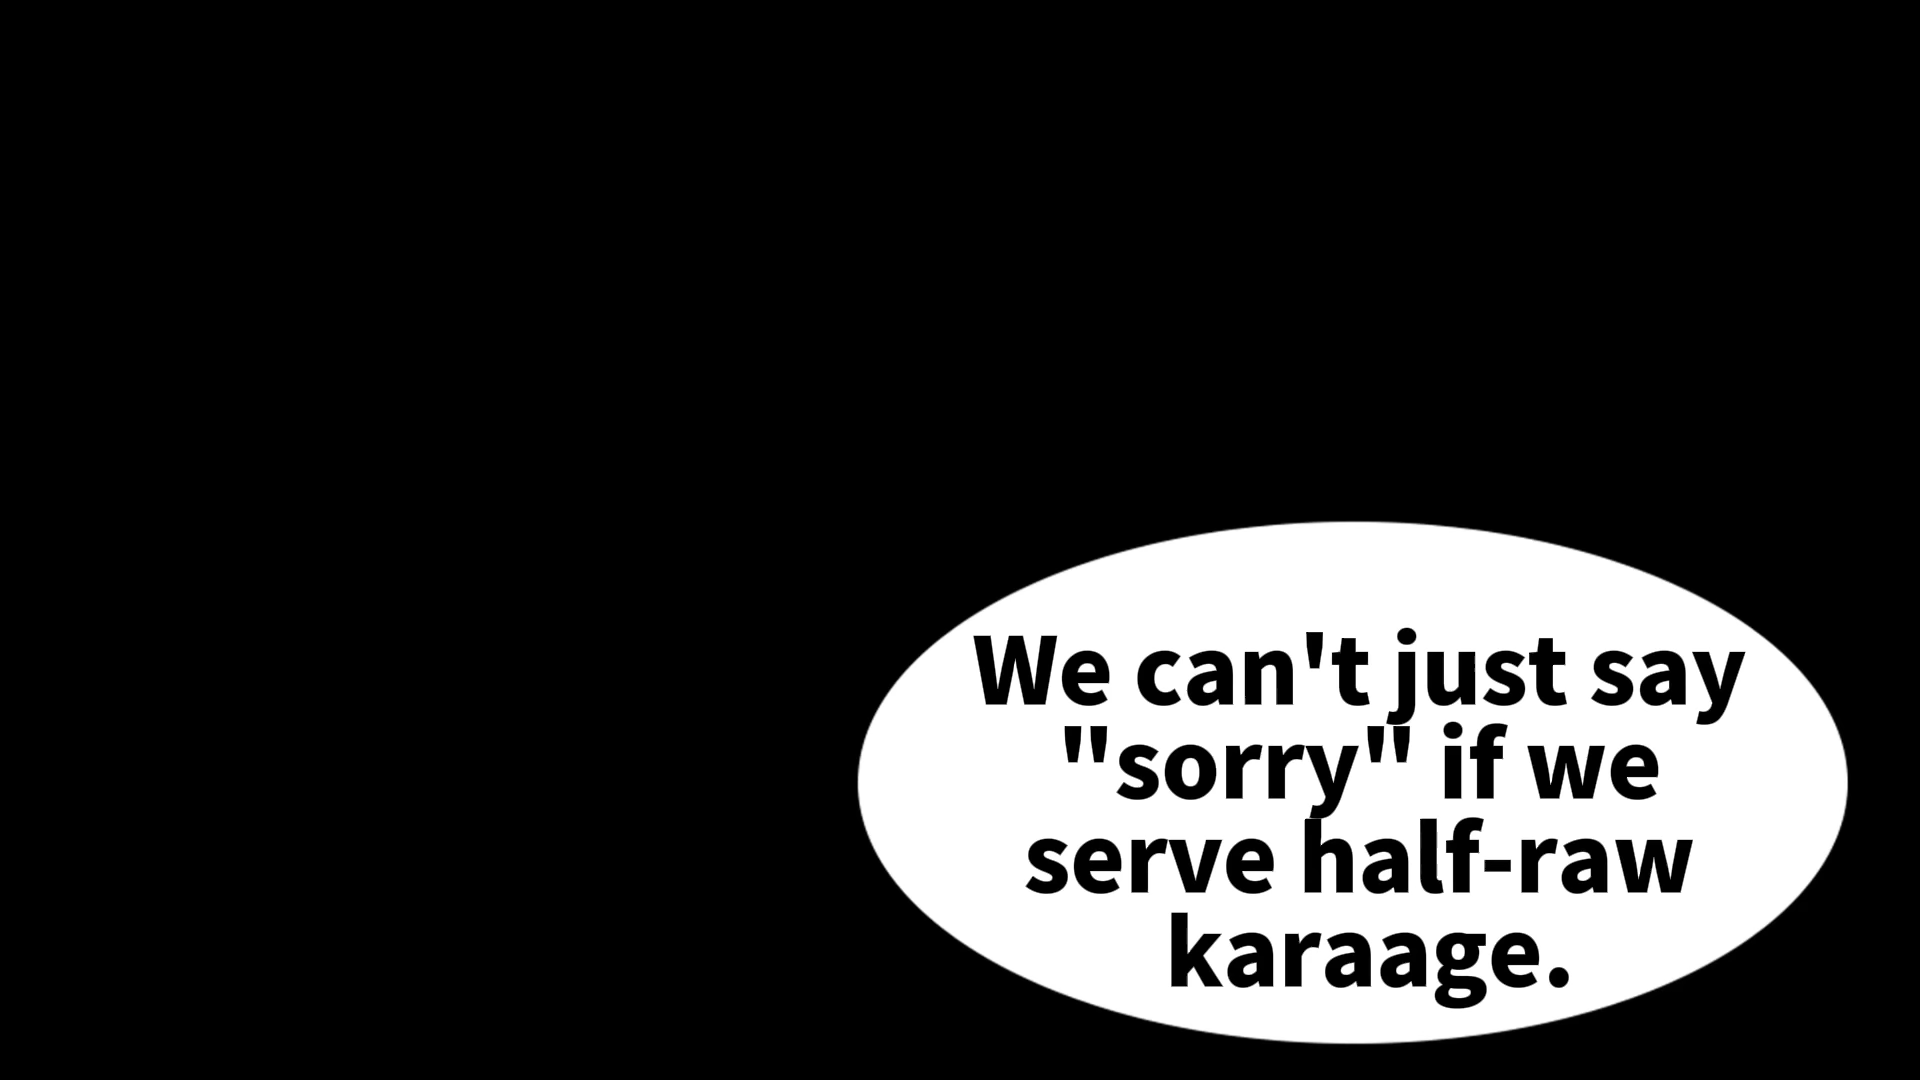 We can't just say
"sorry" if we
serve half-raw
karaage.